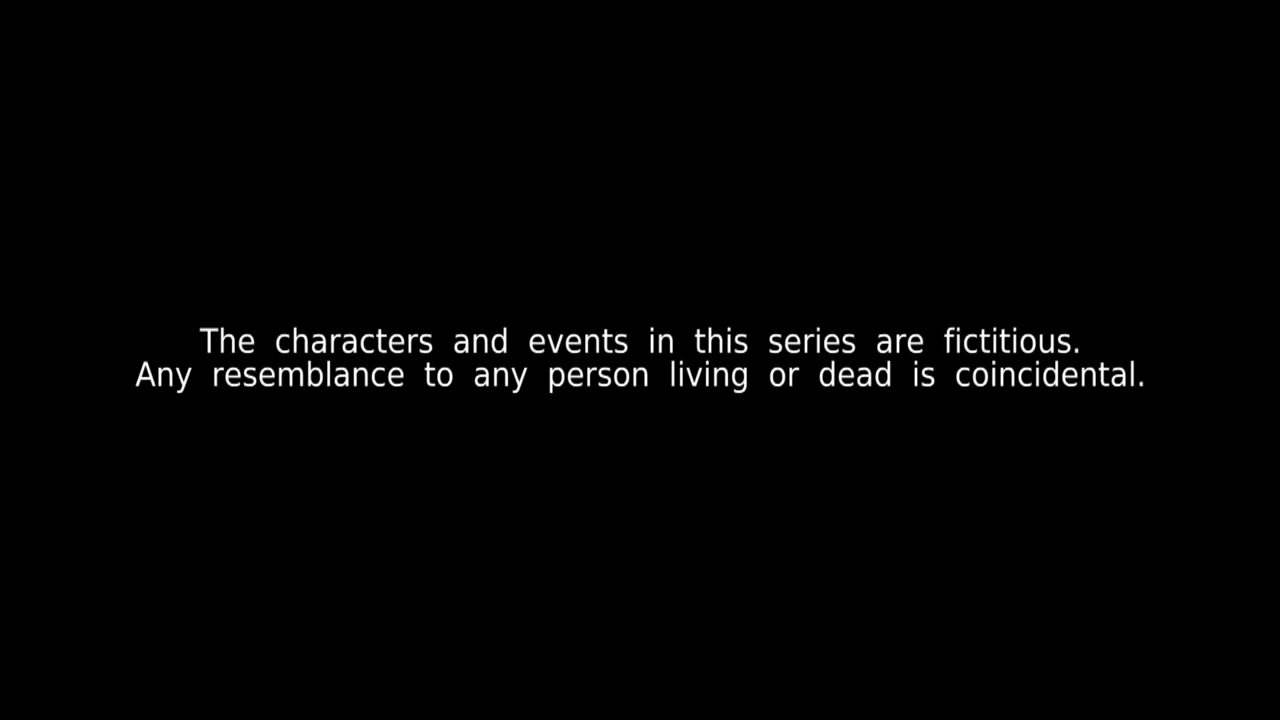 The characters and events in this series are fictitious.
Any resemblance to any person living or dead is coincidental.